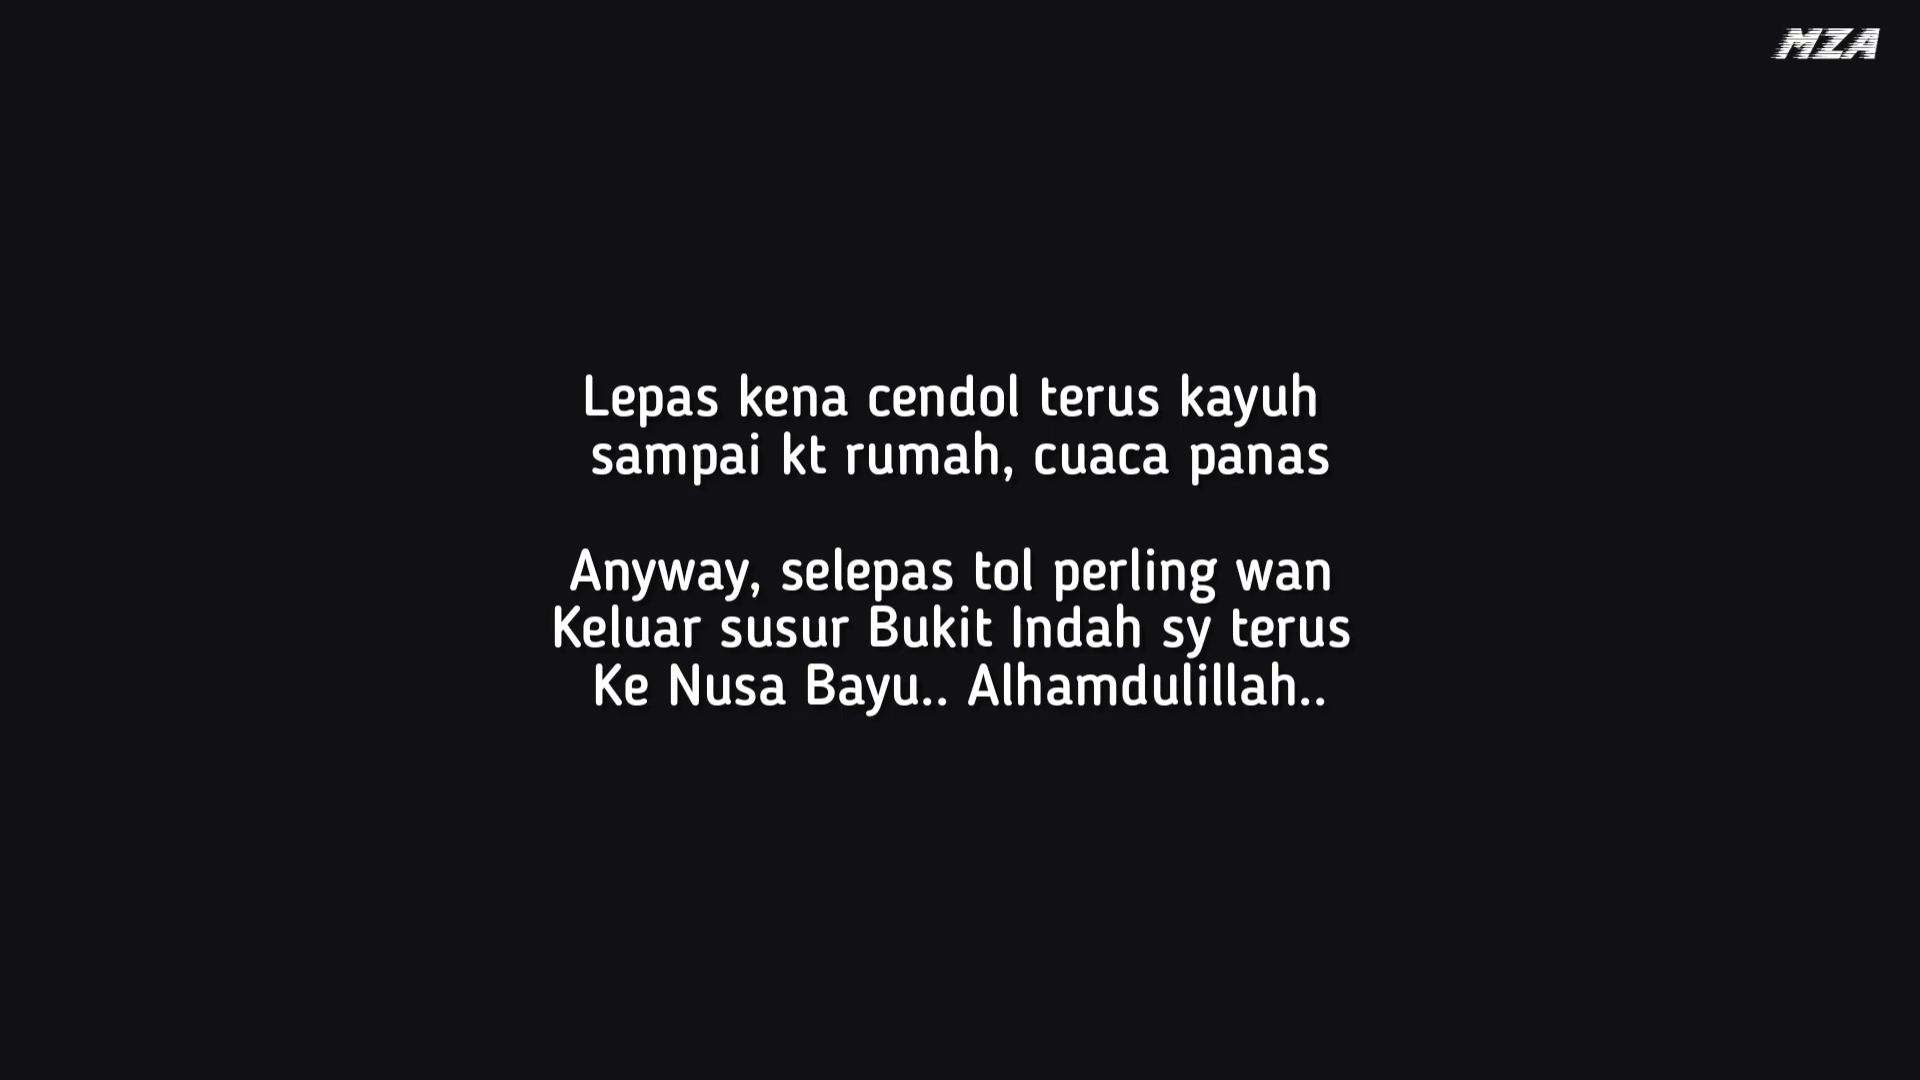 MZA
Lepas kena cendol terus kayuh
sampai kt rumah, cuaca panas
Anyway, selepas tol perling wan
Keluar susur Bukit Indah sy terus
Ke Nusa Bayu.. Alhamdulillah..